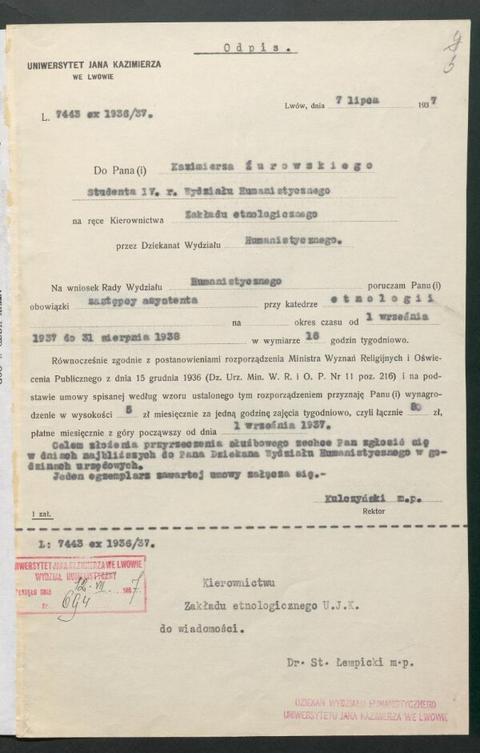 Odpis.
UNIWERSYTET JANA KAZIMIERZA
WE LWOWIE
Lwów, dnia 7 lipca 1937
L. 7443 ex 1936/37.
Do Pana(i) Kazimierza Żurowskiego
Studenta IV. r. Wydziału Humanistycznego
na ręce Kierownictwa Zakładu etnologicznego
przez Dziekanat Wydziału Humanistycznego.
Na wniosek Rady Wydziału Humanistycznego poruczam Panu(i)
obowiązki zastępcy asystenta przy katedrze etnologii
na okres czasu od 1 września
1937 do 31 sierpnia 1938 w wymiarze 16 godzin tygodniowo.
Równocześnie zgodnie z postanowieniami rozporządzenia Ministra Wyznań Religijnych i Oświe-
cenia Publicznego z dnia 15 grudnia 1936 (Dz. Urz. Min. W. R. i O. P. Nr 11 poz. 216) i na pod-
stawie umowy spisanej według wzoru ustalonego tym rozporządzeniem przyznaję Panu(i) wynagro-
dzenie w wysokości 5 zł miesięcznie za jedną godzinę zajęcia tygodniowo, czyli łącznie 80 zł,
płatne miesięcznie z góry począwszy od dnia 1 września 1937.
Celem złożenia przyrzeczenia służbowego zechce Pan zgłosić się
w dniach najbliższych do Pana Dziekana Wydziału Humanistycznego w go-
dzinach urzędowych.
Jeden egzemplarz zawartej umowy załącza się.-
Kulczyński m.p.
1 zał.
Rektor
L: 7443 ex 1936/37.
UNIWERSYTET JANA KAZIMIERZA WE LWOWIE
WYDZIAŁ HUMANISTYCZNY
12. VII. 1937
694
Kierownictwu
Zakładu etnologicznego U.J.K.
do wiadomości.
Dr. St. Łempicki m.p.
DZIEKAN WYDZIAŁU HUMANISTYCZNEGO
UNIWERSYTETU JANA KAZIMIERZA WE LWOWIE